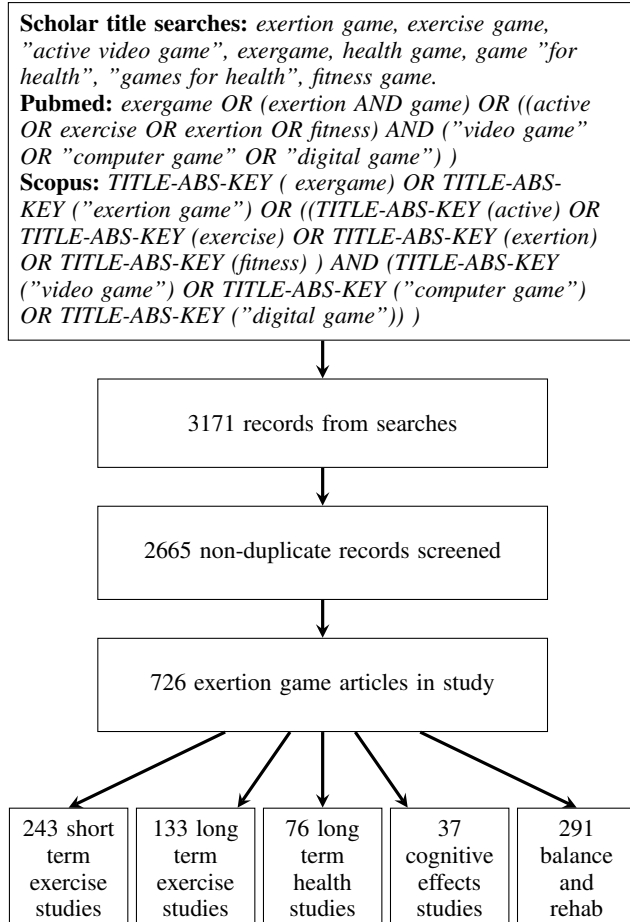 Scholar title searches: exertion game, exercise game,
”active video game”, exergame, health game, game ”for
health”, ”games for health”, fitness game.
Pubmed: exergame OR (exertion AND game) OR ((active
OR exercise OR exertion OR fitness) AND (”video game”
OR ”computer game” OR ”digital game”) )
Scopus: TITLE-ABS-KEY ( exergame) OR TITLE-ABS-
KEY (”exertion game”) OR ((TITLE-ABS-KEY (active) OR
TITLE-ABS-KEY (exercise) OR TITLE-ABS-KEY (exertion)
OR TITLE-ABS-KEY (fitness) ) AND (TITLE-ABS-KEY
(”video game”) OR TITLE-ABS-KEY (”computer game”)
OR TITLE-ABS-KEY (”digital game”)) )
3171 records from searches
2665 non-duplicate records screened
726 exertion game articles in study
243 short
term
exercise
studies
133 long
term
exercise
studies
76 long
term
health
studies
37
cognitive
effects
studies
291
balance
and
rehab